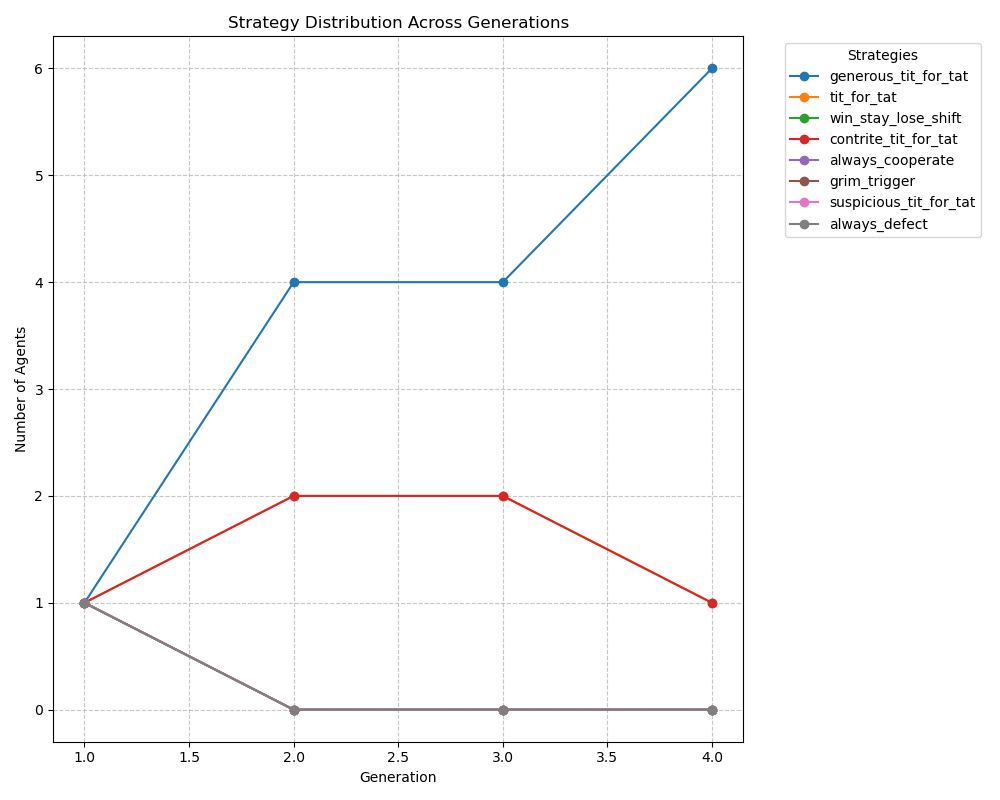 Strategy Distribution Across Generations
Strategies
generous_tit_for_tat
tit_for_tat
win_stay_lose_shift
contrite_tit_for_tat
always_cooperate
grim_trigger
suspicious_tit_for_tat
always_defect
Number of Agents
6
5
4
3
2
1
0
1.0 1.5 2.0 2.5 3.0 3.5 4.0
Generation